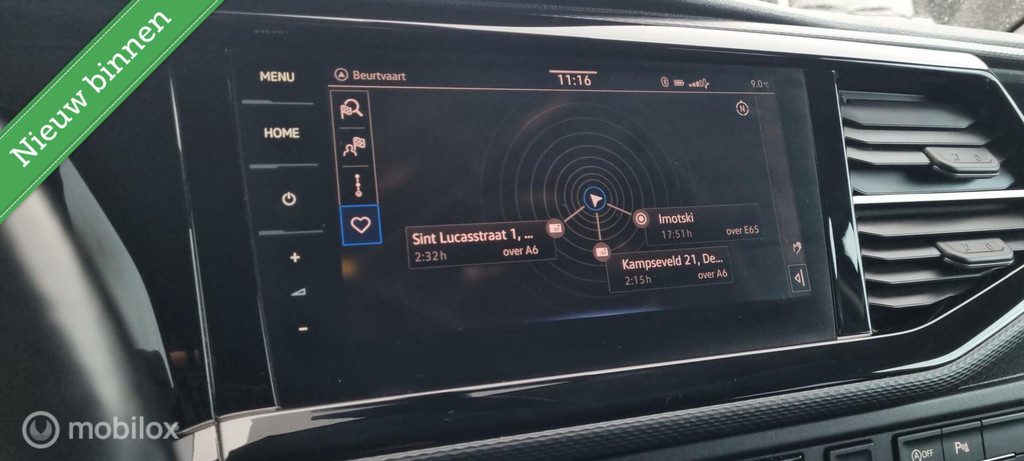 Nieuw binnen
MENU
HOME
Beurtvaart
11:16
9.0°C
N
Sint Lucasstraat 1, ...
2:32h over A6
Imotski
17:51h over E65
Kampseveld 21, De...
2:15h over A6
+
-
OFF
P
mobilox